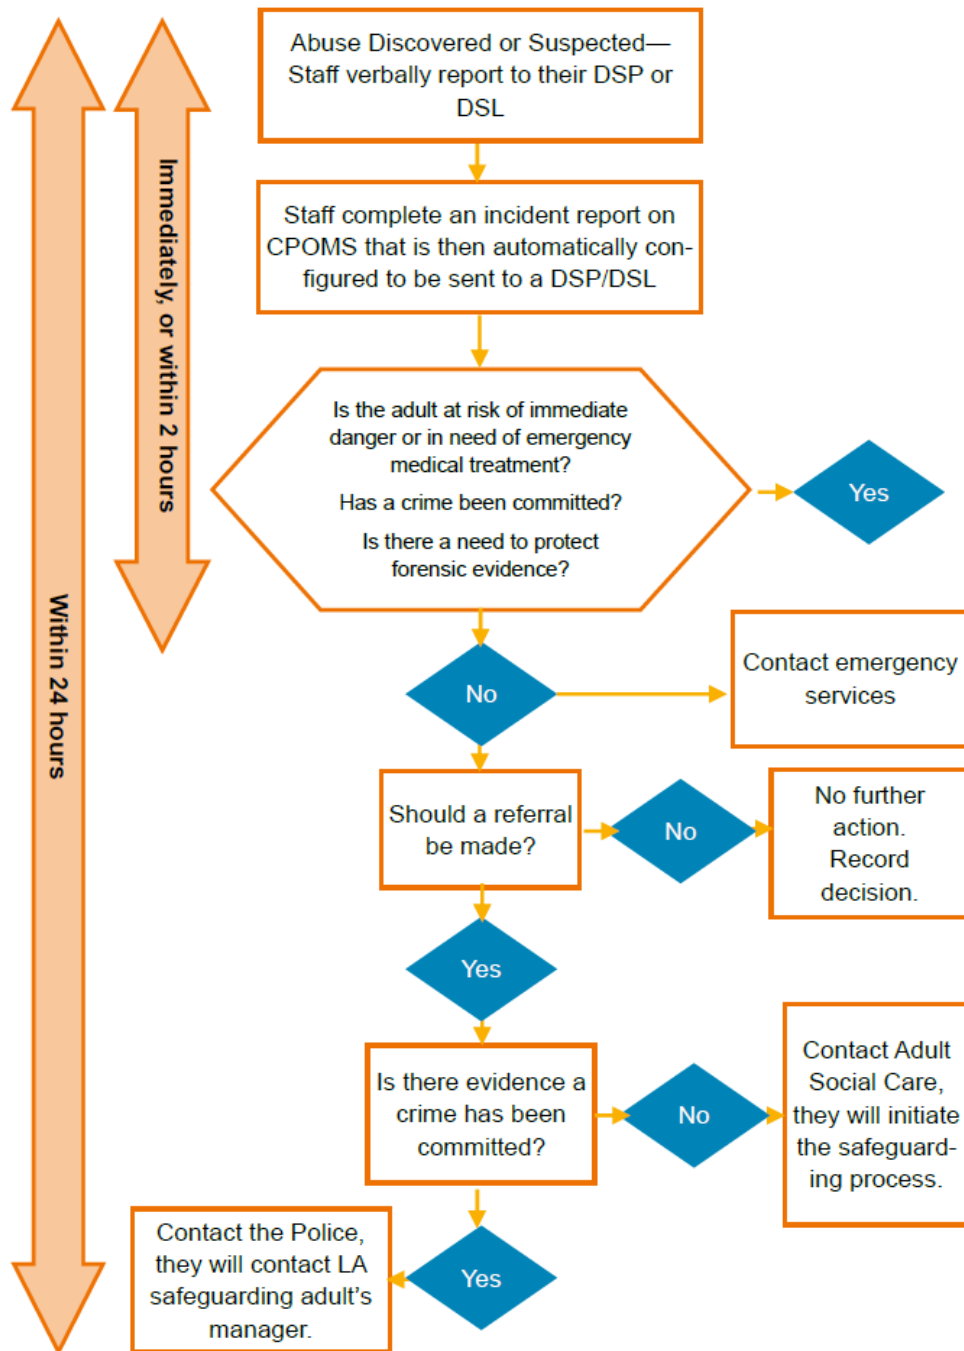 Abuse Discovered or Suspected—
Staff verbally report to their DSP or
DSL
Immediately, or within 2 hours
Within 24 hours
Staff complete an incident report on
CPOMS that is then automatically con-
figured to be sent to a DSP/DSL
Is the adult at risk of immediate
danger or in need of emergency
medical treatment?
Has a crime been committed?
Is there a need to protect
forensic evidence?
Yes
No
Contact emergency
services
Should a referral
be made?
No
No further
action.
Record
decision.
Yes
Is there evidence a
crime has been
committed?
No
Contact Adult
Social Care,
they will initiate
the safeguard-
ing process.
Yes
Contact the Police,
they will contact LA
safeguarding adult's
manager.